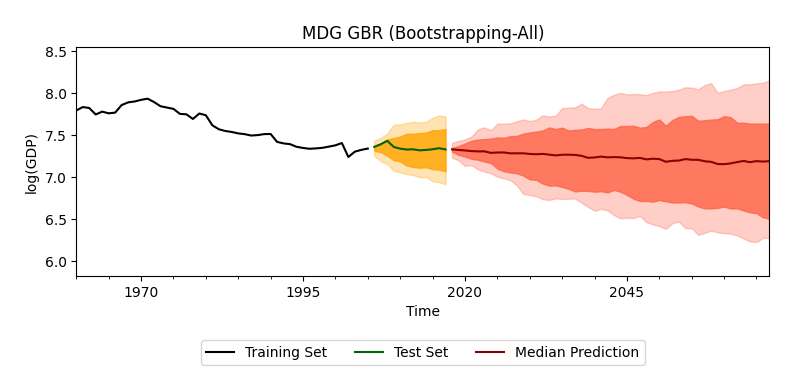 MDG GBR (Bootstrapping-All)
8.5
8.0
7.5
7.0
6.5
6.0
log(GDP)
1970 1995 2020 2045
Time
Training Set Test Set Median Prediction